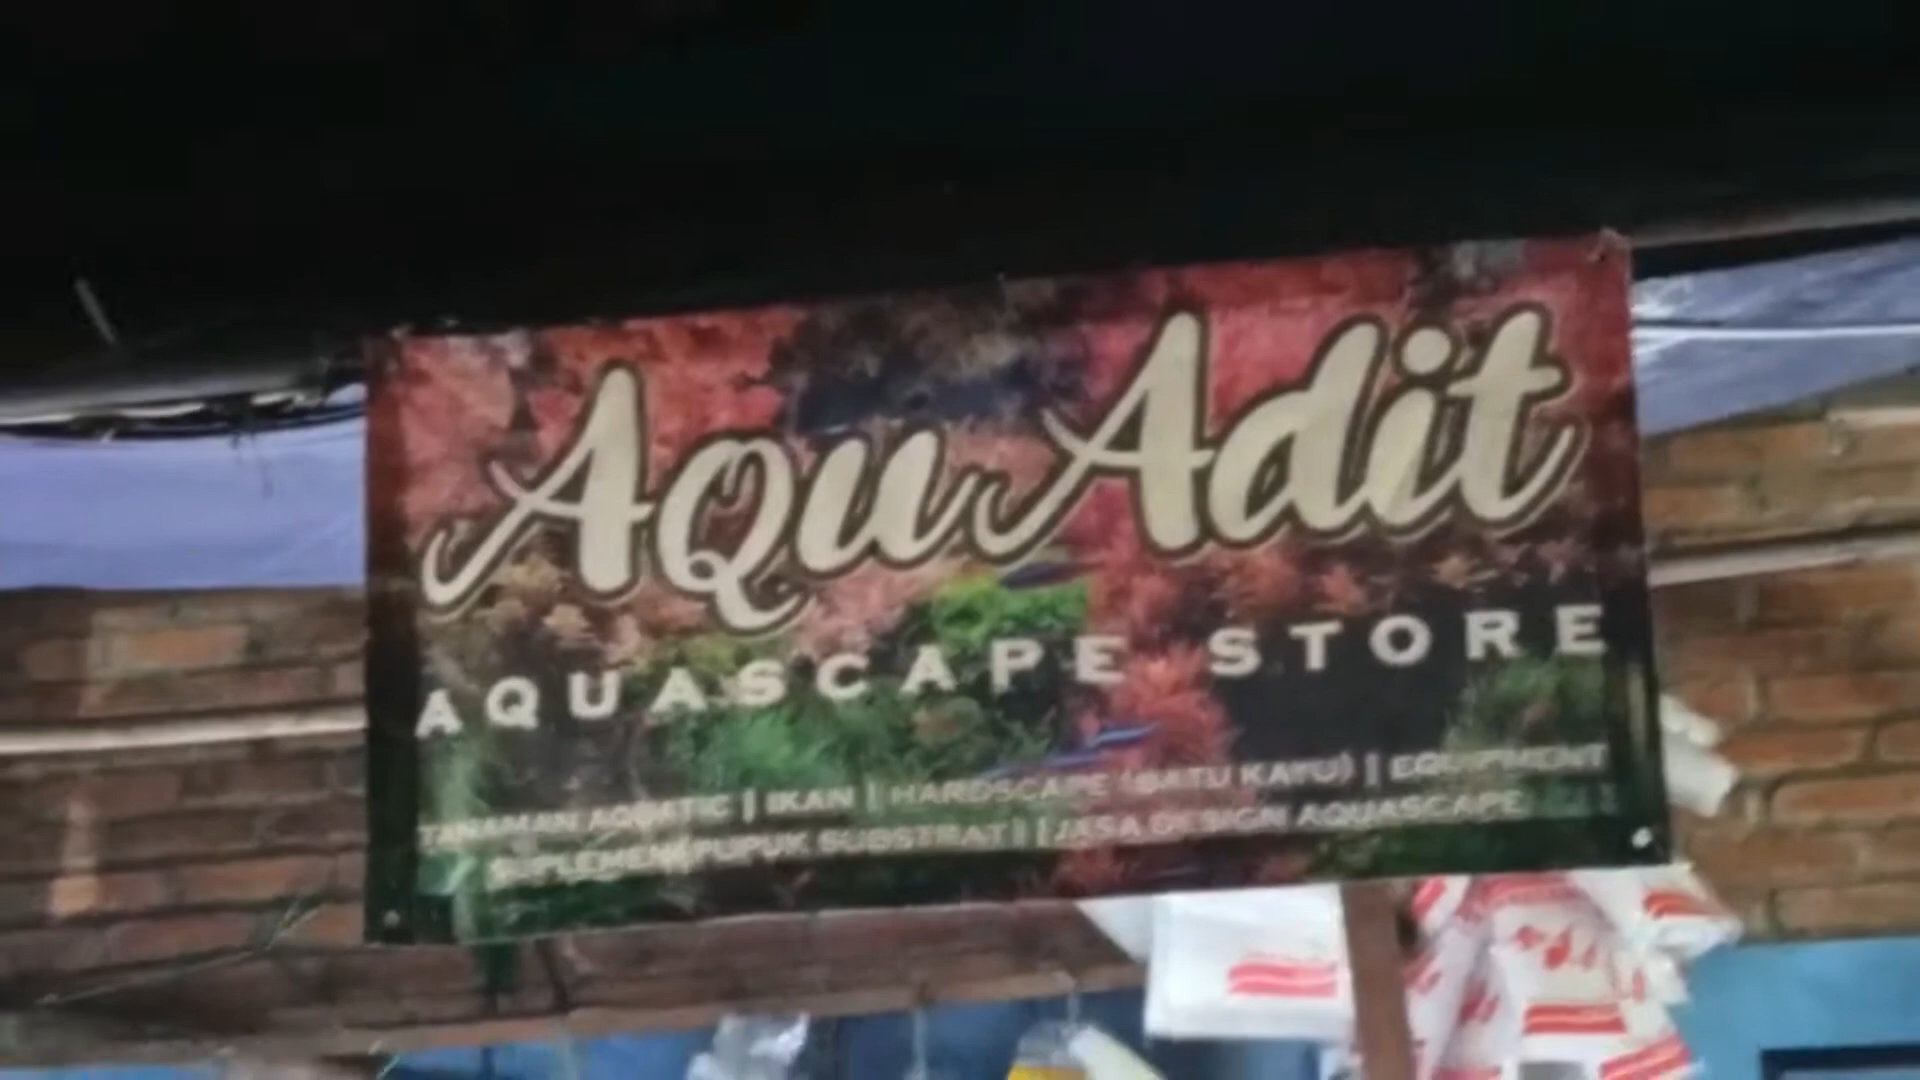 AquAdit
AQUASCAPE STORE
TANAMAN AQUATIC | IKAN | HARDSCAPE (BATU KAYU) | EQUIPMENT
SUPLEMEN (PUPUK SUBSTRAT) | JASA DESIGN AQUASCAPE